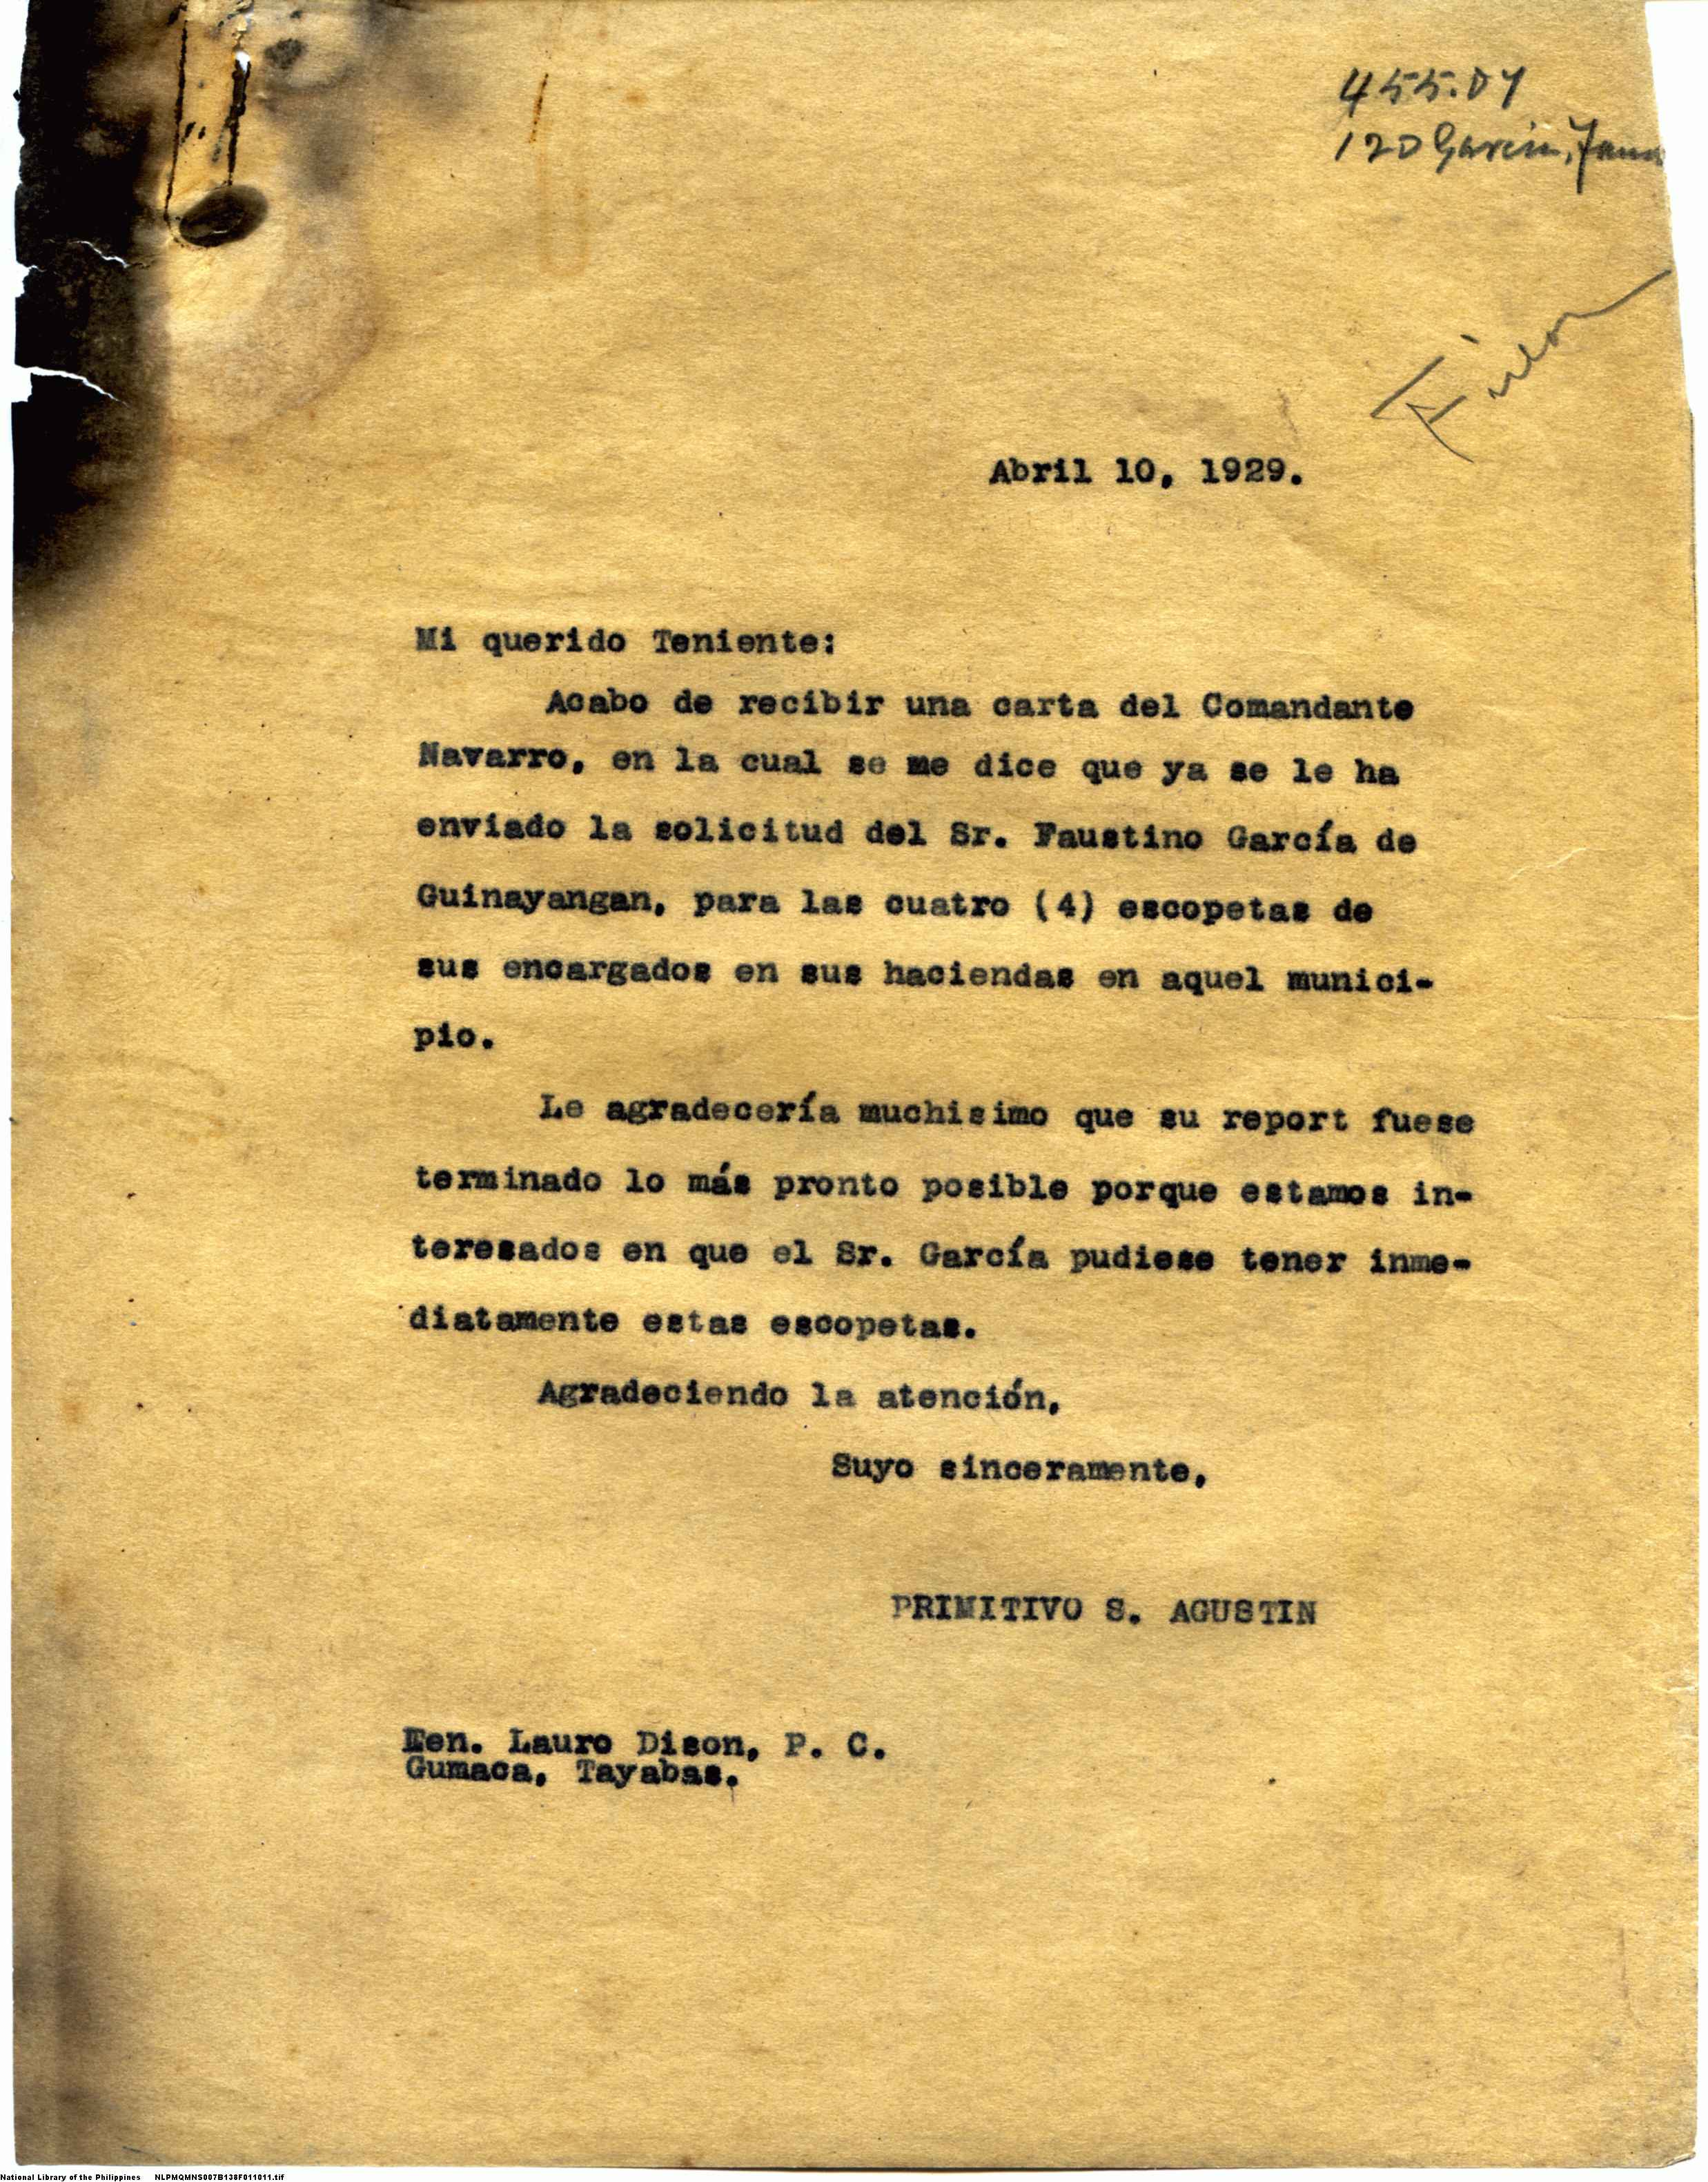 455.07
120 Garcia,
Abril 10, 1929.
Mi querido Teniente:
Acabo de recibir una carta del Comandante
Navarro, en la cual se me dice que ya se le ha
enviado la solicitud del Sr. Faustino García de
Guinayangan, para las cuatro (4) escopetas de
sus encargados en sus haciendas en aquel munici-
pio.
Le agradecería muchisimo que su report fuese
terminado lo más pronto posible porque estamos in-
teresados en que el Sr. García pudiese tener inme-
diatamente estas escopetas.
Agradeciendo la atención,
Suyo sinceramente,
PRIMITIVO S. AGUSTIN
Ten. Lauro Dison, P. C.
Gumaca, Tayabas.
National Library of the Philippines NLPMQMNS007B138F011011.tif